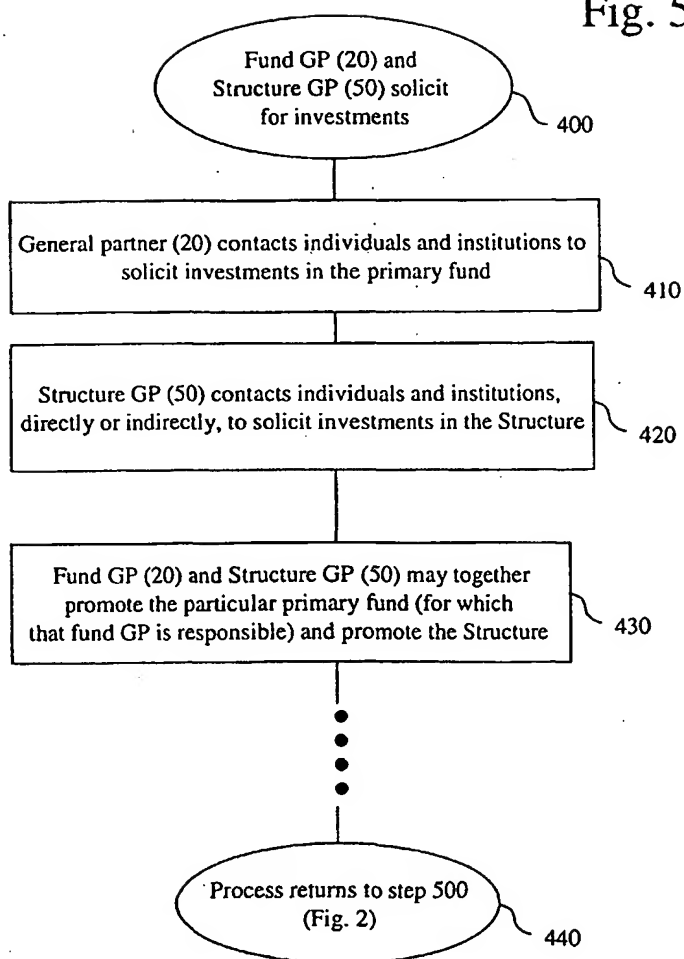 Fig. 5
Fund GP (20) and
Structure GP (50) solicit
for investments
400
General partner (20) contacts individuals and institutions to
solicit investments in the primary fund
410
Structure GP (50) contacts individuals and institutions,
directly or indirectly, to solicit investments in the Structure
420
Fund GP (20) and Structure GP (50) may together
promote the particular primary fund (for which
that fund GP is responsible) and promote the Structure
430
Process returns to step 500
(Fig. 2)
440